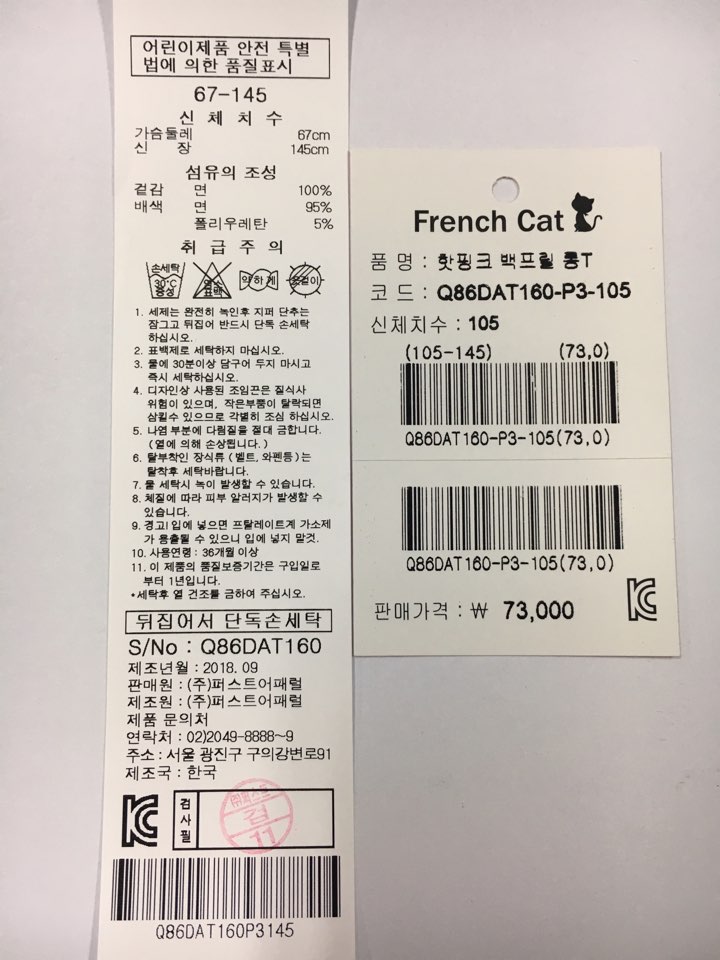 어린이제품 안전 특별
법에 의한 품질표시
67-145
신 체 치 수
가슴둘레 67cm
신 장 145cm
섬유의 조성
겉감 면 100%
배색 면 95%
폴리우레탄 5%
취 급 주 의
손세탁 30°C 중성 염소 표백 약하게 옷걸이
1. 세제는 완전히 녹인후 지퍼 단추는
잠그고 뒤집어 반드시 단독 손세탁
하십시오.
2. 표백제로 세탁하지 마십시오.
3. 물에 30분이상 담구어 두지 마시고
즉시 세탁하십시오.
4. 디자인상 사용된 조임끈은 질식사
위험이 있으며, 작은부품이 탈락되면
삼킬수 있으므로 각별히 조심 하십시오.
5. 나염 부분에 다림질을 절대 금합니다.
(열에 의해 손상됩니다.)
6. 탈부착인 장식류 (벨트, 와펜등)는
탈착후 세탁바랍니다.
7. 물 세탁시 녹이 발생할 수 있습니다.
8. 체질에 따라 피부 알러지가 발생할 수
있습니다.
9. 경고! 입에 넣으면 프탈레이트계 가소제
가 용출될 수 있으니 입에 넣지 말것.
10. 사용연령 : 36개월 이상
11. 이 제품의 품질보증기간은 구입일로
부터 1년입니다.
*세탁후 열 건조를 금하여 주십시오.
뒤집어서 단독손세탁
S/No : Q86DAT160
제조년월 : 2018. 09
판매원 : (주)퍼스트어패럴
제조원 : (주)퍼스트어패럴
제품 문의처
연락처 : 02)2049-8888~9
주소 : 서울 광진구 구의강변로91
제조국 : 한국
KC 검사필 검 11
Q86DAT160P3145
French Cat
품 명 : 핫핑크 백프릴 롱T
코 드 : Q86DAT160-P3-105
신체치수 : 105
(105-145) (73,0)
Q86DAT160-P3-105(73,0)
Q86DAT160-P3-105(73,0)
KC
판매가격 : ₩ 73,000